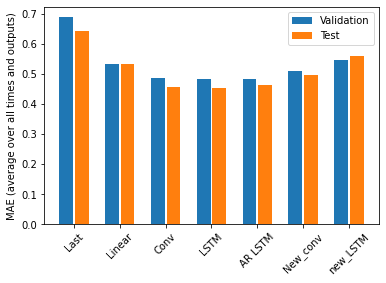 MAE (average over all times and outputs)
0.7
0.6
0.5
0.4
0.3
0.2
0.1
0.0
Validation
Test
Last
Linear
Conv
LSTM
AR LSTM
New_conv
new_LSTM